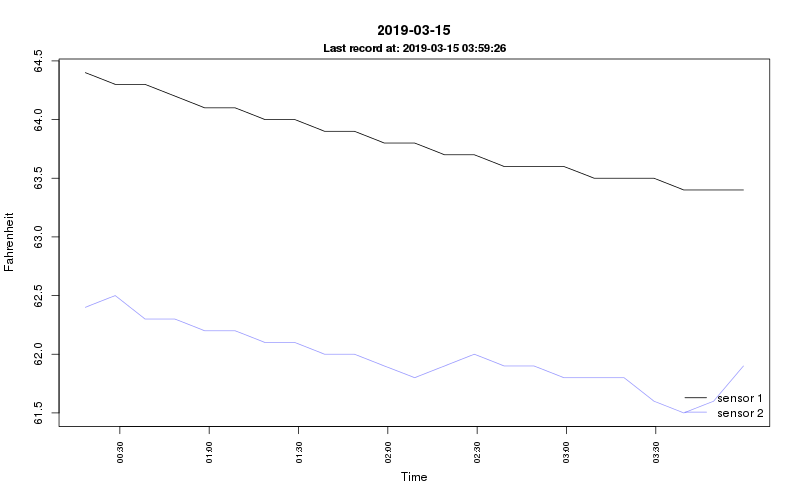 2019-03-15
Last record at: 2019-03-15 03:59:26
64.5
64.0
63.5
63.0
62.5
62.0
61.5
Fahrenheit
sensor 1
sensor 2
00:30 01:00 01:30 02:00 02:30 03:00 03:30
Time